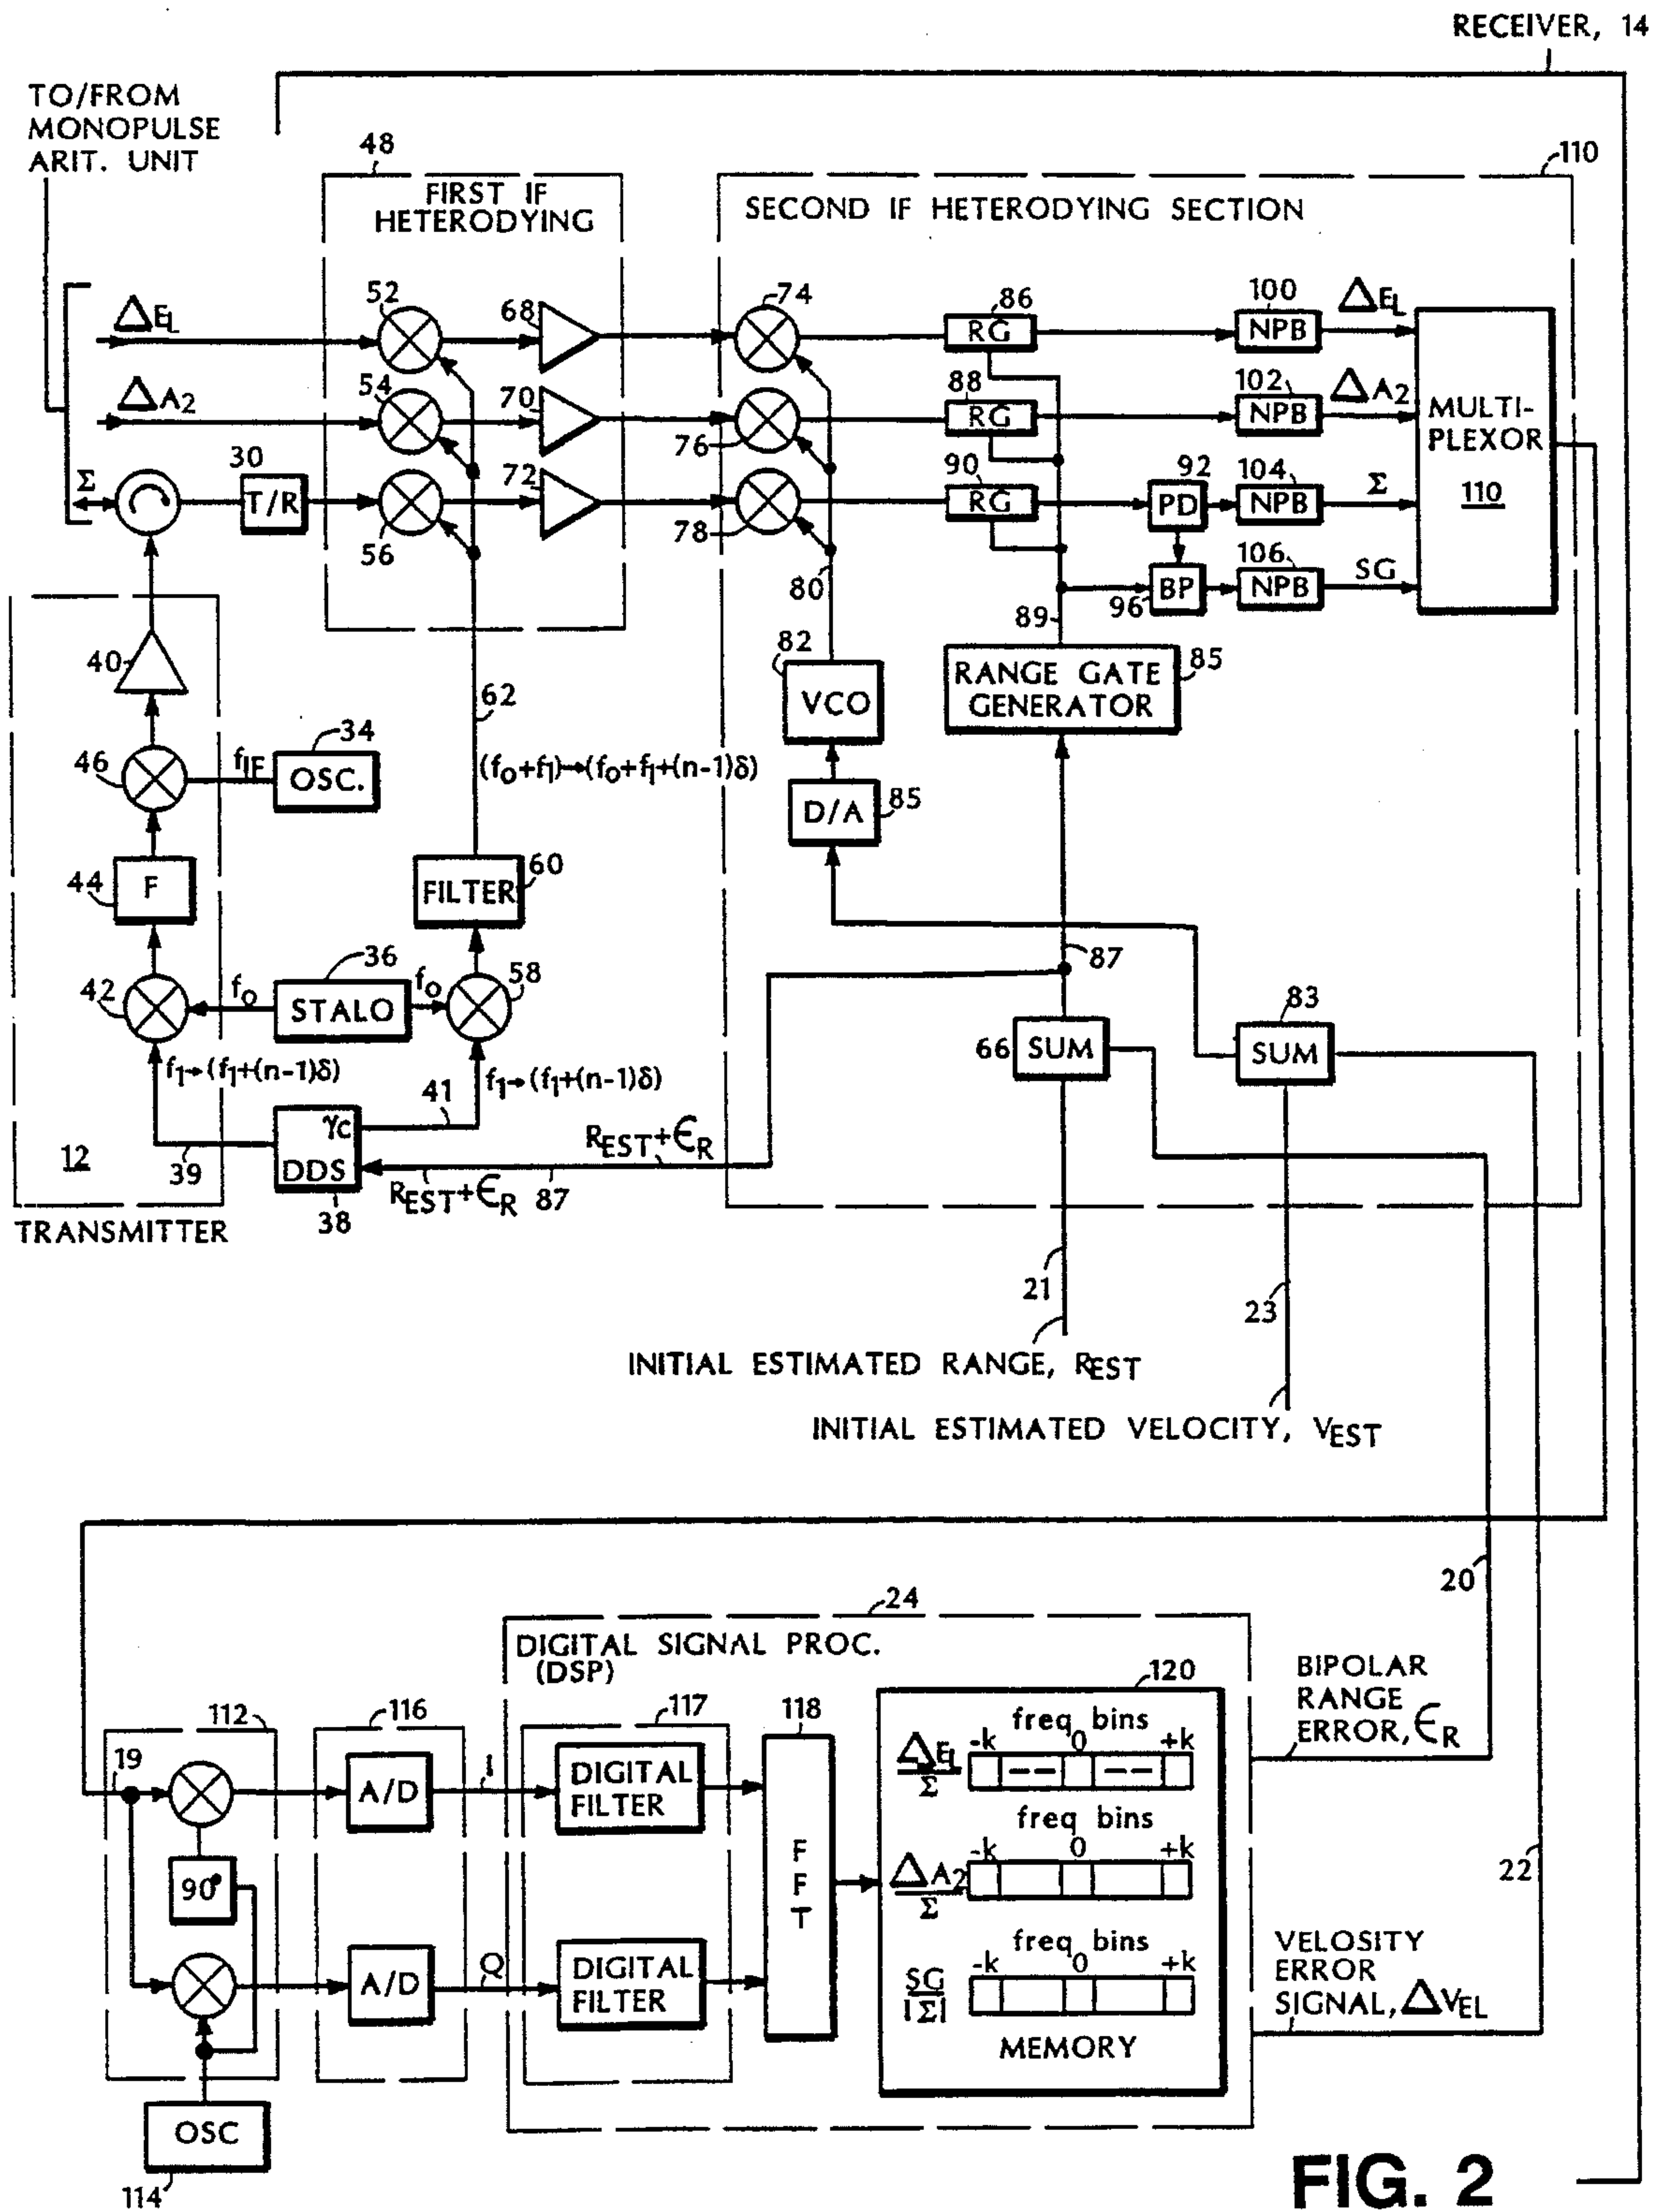 RECEIVER, 14
TO/FROM
MONOPULSE
ARIT. UNIT
48
FIRST IF
HETERODYING
110
SECOND IF HETERODYING SECTION
ΔEL
52
68
74
86
RG
100
NPB
ΔEL
ΔA2
54
70
76
88
RG
102
NPB
ΔA2
MULTI-
PLEXOR
110
Σ
30
T/R
56
72
78
90
RG
92
PD
104
NPB
Σ
96
BP
106
NPB
SG
80
89
40
62
82
VCO
RANGE GATE
GENERATOR
85
46
fIF
34
OSC.
(fo+f1)→(fo+f1+(n-1)δ)
D/A
85
44
F
FILTER
60
87
42
fo
36
STALO
fo
58
66
SUM
83
SUM
f1→(f1+(n-1)δ)
41
f1→(f1+(n-1)δ)
12
39
γc
DDS
38
REST+ϵR
REST+ϵR
87
TRANSMITTER
21
23
INITIAL ESTIMATED RANGE, REST
INITIAL ESTIMATED VELOCITY, VEST
20
24
DIGITAL SIGNAL PROC.
(DSP)
BIPOLAR
RANGE
ERROR, ϵR
112
116
117
118
120
19
A/D
I
DIGITAL
FILTER
freq bins
-k 0 +k
ΔEL
Σ
90°
F
F
T
freq bins
-k 0 +k
ΔA2
Σ
22
A/D
Q
DIGITAL
FILTER
freq bins
-k 0 +k
SG
|Σ|
MEMORY
VELOSITY
ERROR
SIGNAL, ΔVEL
OSC
114
FIG. 2